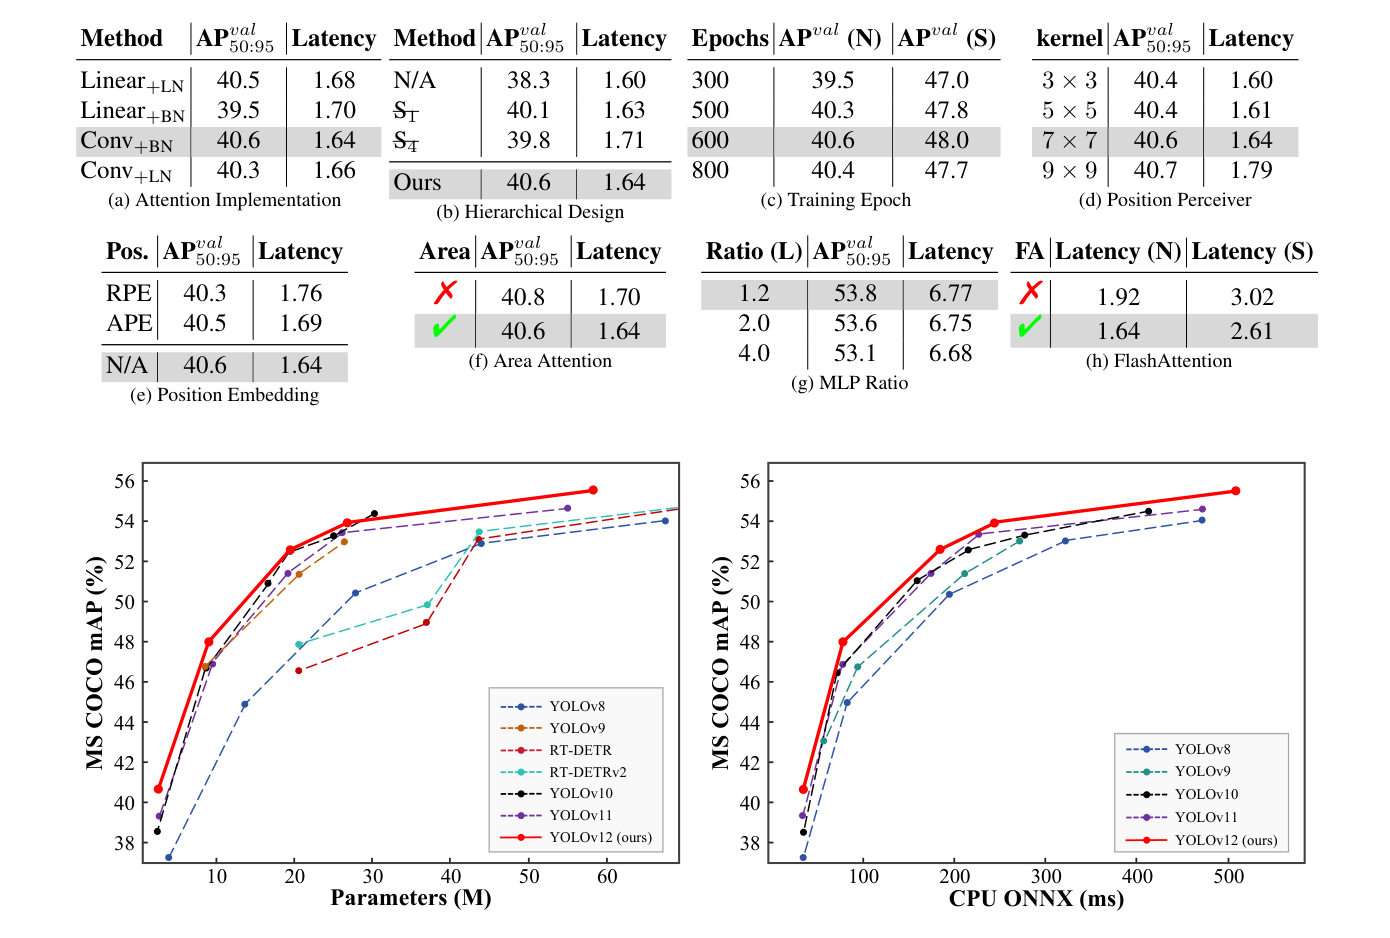 Method AP^{val}_{50:95} Latency
Linear+LN 40.5 1.68
Linear+BN 39.5 1.70
Conv+BN 40.6 1.64
Conv+LN 40.3 1.66
(a) Attention Implementation
Method AP^{val}_{50:95} Latency
N/A 38.3 1.60
S1 40.1 1.63
S4 39.8 1.71
Ours 40.6 1.64
(b) Hierarchical Design
Epochs AP^{val} (N) AP^{val} (S)
300 39.5 47.0
500 40.3 47.8
600 40.6 48.0
800 40.4 47.7
(c) Training Epoch
kernel AP^{val}_{50:95} Latency
3 × 3 40.4 1.60
5 × 5 40.4 1.61
7 × 7 40.6 1.64
9 × 9 40.7 1.79
(d) Position Perceiver
Pos. AP^{val}_{50:95} Latency
RPE 40.3 1.76
APE 40.5 1.69
N/A 40.6 1.64
(e) Position Embedding
Area AP^{val}_{50:95} Latency
✗ 40.8 1.70
✓ 40.6 1.64
(f) Area Attention
Ratio (L) AP^{val}_{50:95} Latency
1.2 53.8 6.77
2.0 53.6 6.75
4.0 53.1 6.68
(g) MLP Ratio
FA Latency (N) Latency (S)
✗ 1.92 3.02
✓ 1.64 2.61
(h) FlashAttention
MS COCO mAP (%)
56
54
52
50
48
46
44
42
40
38
10 20 30 40 50 60
Parameters (M)
YOLOv8
YOLOv9
RT-DETR
RT-DETRv2
YOLOv10
YOLOv11
YOLOv12 (ours)
MS COCO mAP (%)
56
54
52
50
48
46
44
42
40
38
100 200 300 400 500
CPU ONNX (ms)
YOLOv8
YOLOv9
YOLOv10
YOLOv11
YOLOv12 (ours)